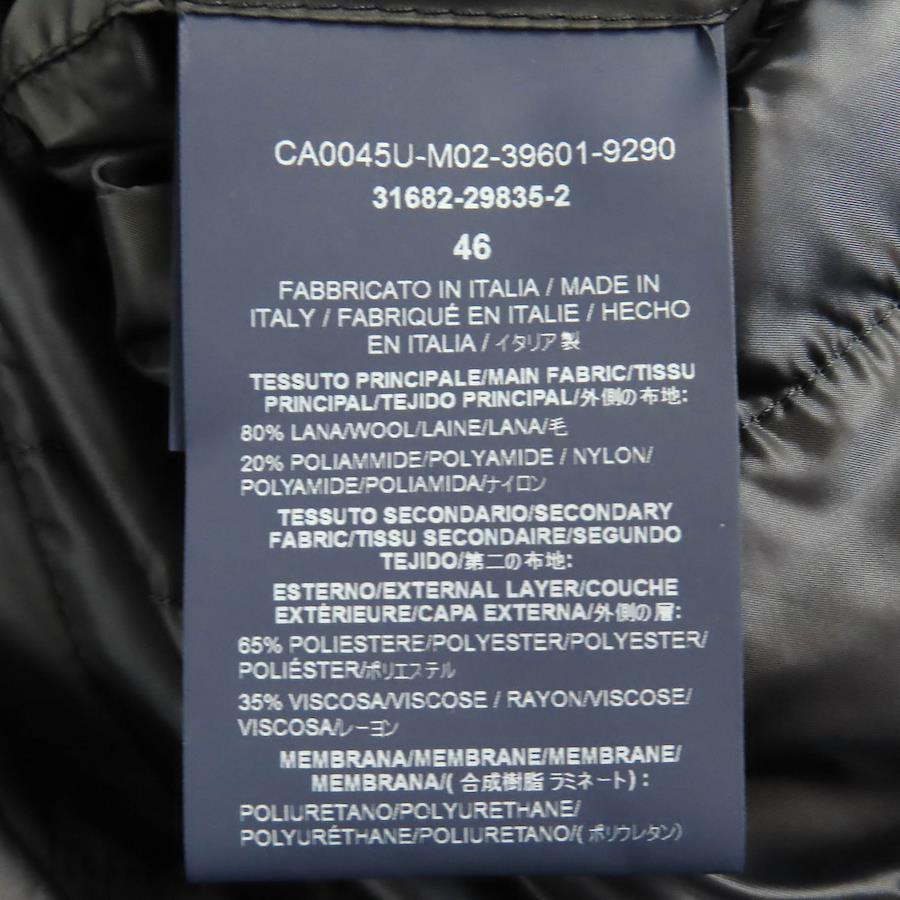 CA0045U-M02-39601-9290
31682-29835-2
46
FABBRICATO IN ITALIA / MADE IN
ITALY / FABRIQUÉ EN ITALIE / HECHO
EN ITALIA / イタリア製
TESSUTO PRINCIPALE/MAIN FABRIC/TISSU
PRINCIPAL/TEJIDO PRINCIPAL/外側の布地:
80% LANA/WOOL/LAINE/LANA/毛
20% POLIAMMIDE/POLYAMIDE / NYLON/
POLYAMIDE/POLIAMIDA/ナイロン
TESSUTO SECONDARIO/SECONDARY
FABRIC/TISSU SECONDAIRE/SEGUNDO
TEJIDO/第二の布地:
ESTERNO/EXTERNAL LAYER/COUCHE
EXTÉRIEURE/CAPA EXTERNA/外側の層:
65% POLIESTERE/POLYESTER/POLYESTER/
POLIÉSTER/ポリエステル
35% VISCOSA/VISCOSE / RAYON/VISCOSE/
VISCOSA/レーヨン
MEMBRANA/MEMBRANE/MEMBRANE/
MEMBRANA/( 合成樹脂 ラミネート) :
POLIURETANO/POLYURETHANE/
POLYURÉTHANE/POLIURETANO/( ポリウレタン)